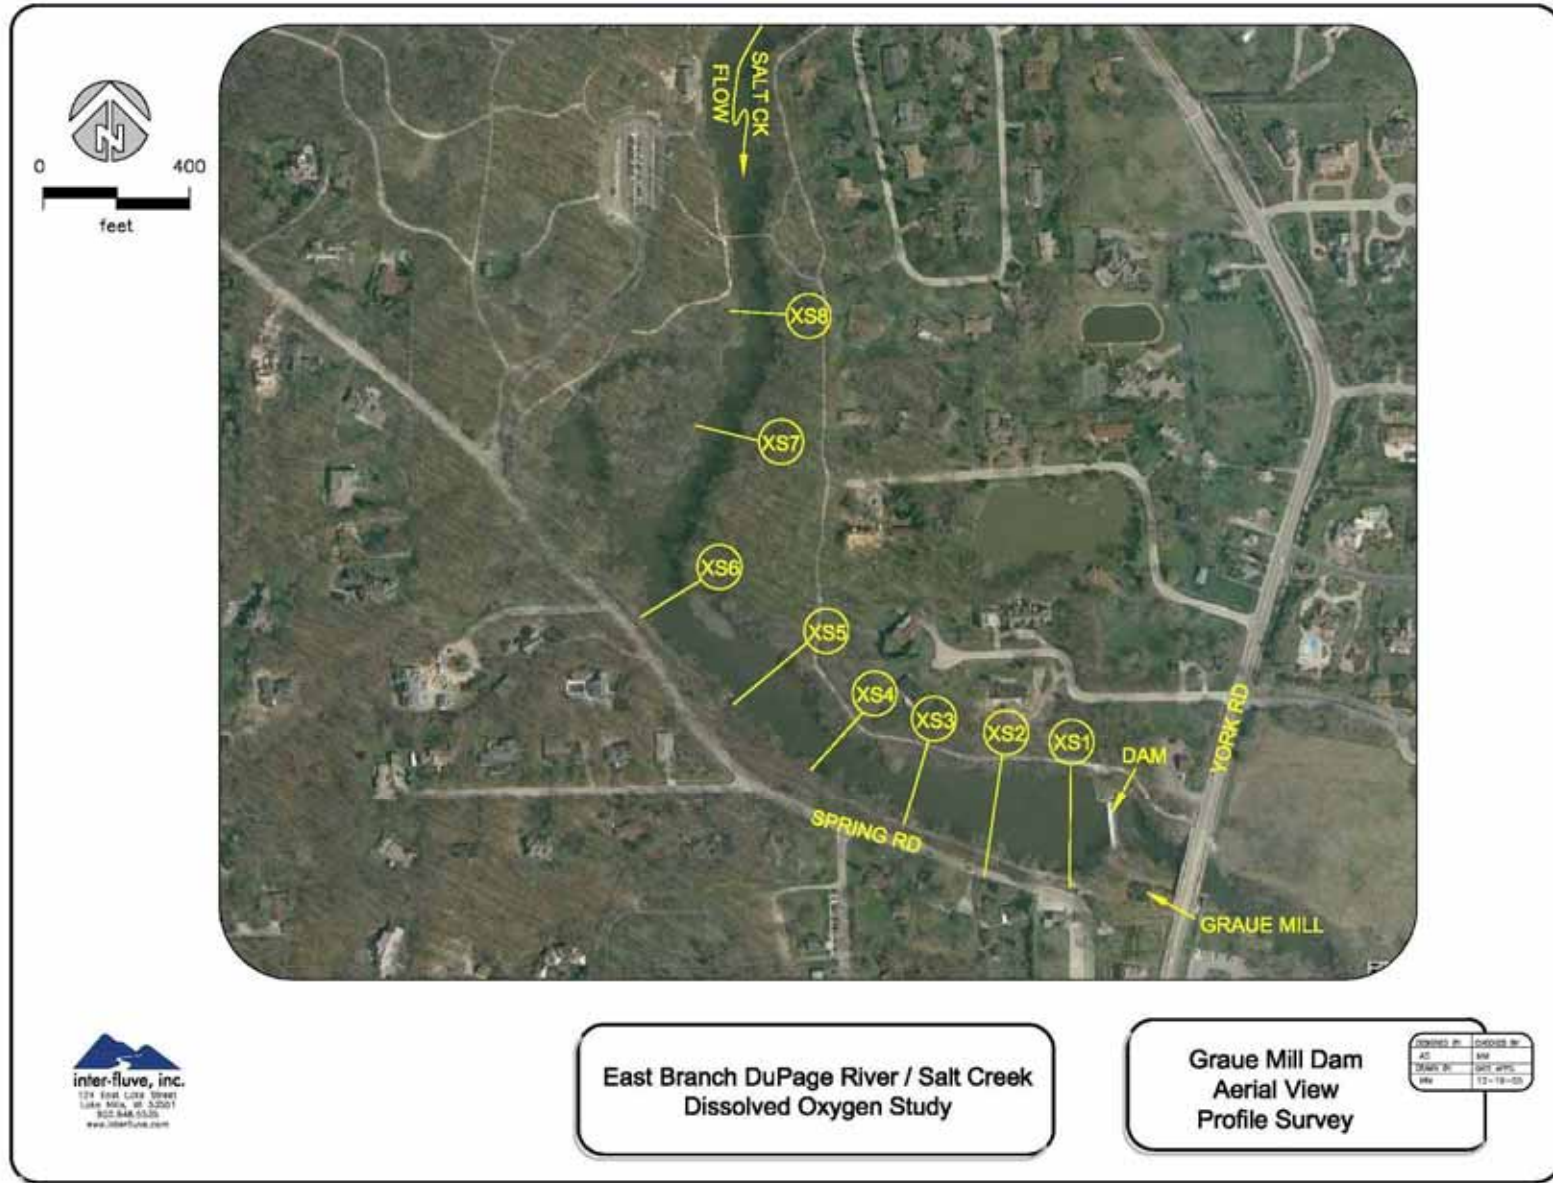 N
0 400
feet
SALT CK
FLOW
XS8
XS7
XS6
XS5
XS4
XS3
XS2
XS1
DAM
YORK RD
SPRING RD
GRAUE MILL
inter-fluve, inc.
East Branch DuPage River / Salt Creek
Dissolved Oxygen Study
Graue Mill Dam
Aerial View
Profile Survey